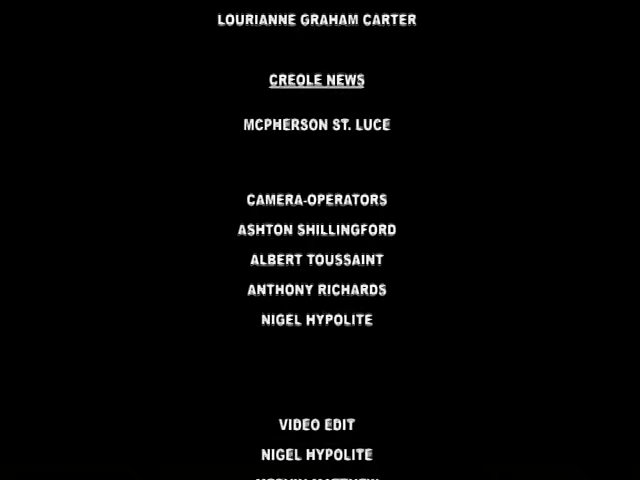 LOURIANNE GRAHAM CARTER
CREOLE NEWS
MCPHERSON ST. LUCE
CAMERA-OPERATORS
ASHTON SHILLINGFORD
ALBERT TOUSSAINT
ANTHONY RICHARDS
NIGEL HYPOLITE
VIDEO EDIT
NIGEL HYPOLITE